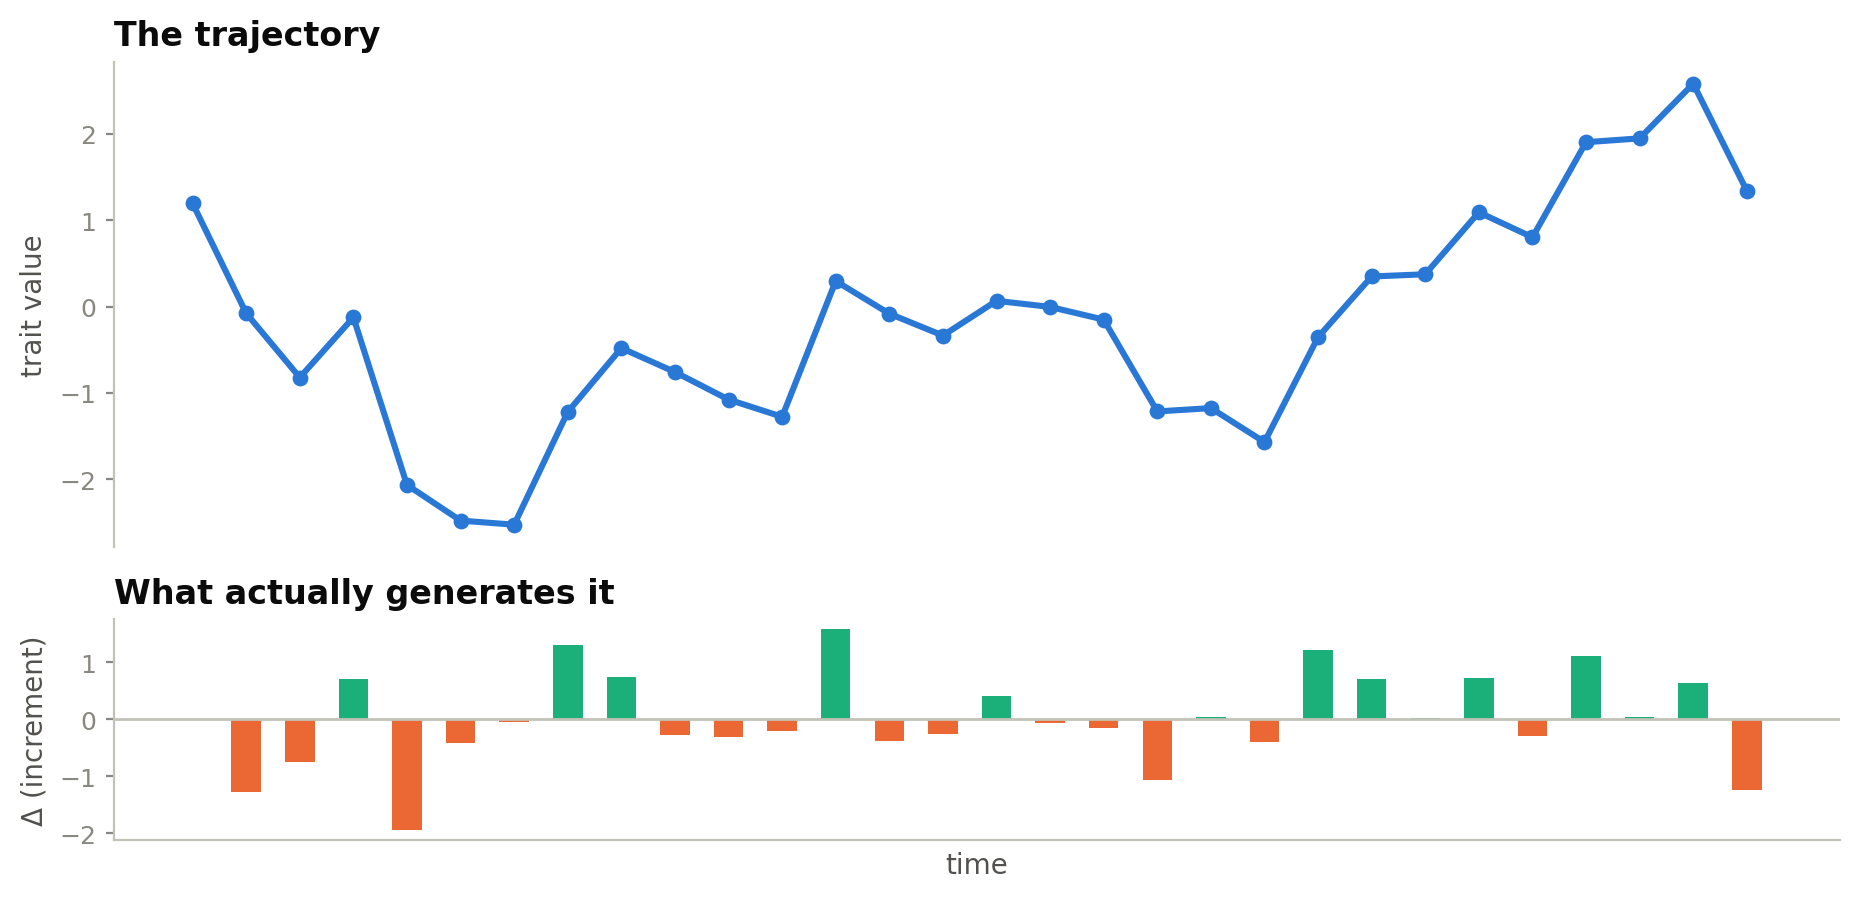 The trajectory
2
1
0
−1
−2
trait value
What actually generates it
1
0
−1
−2
Δ (increment)
time